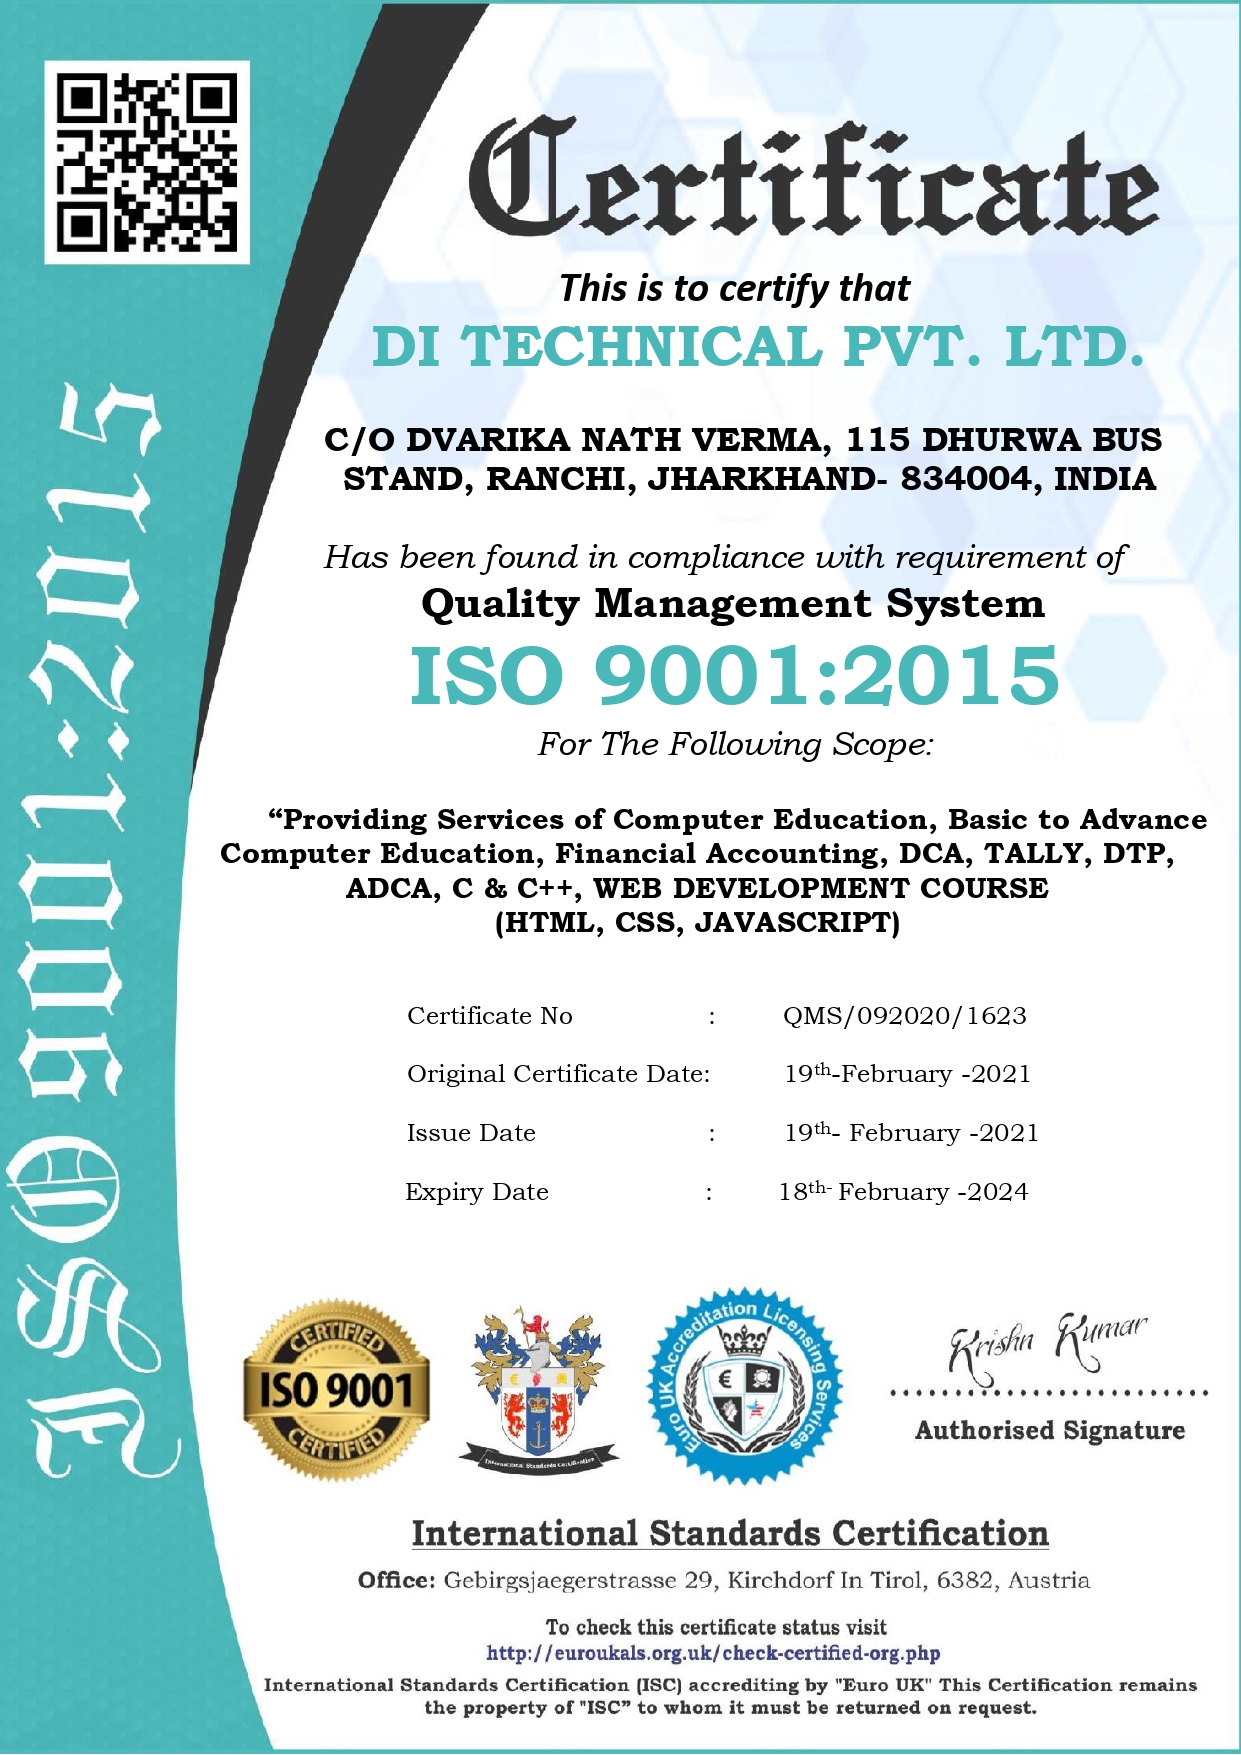 Certificate
This is to certify that
DI TECHNICAL PVT. LTD.
C/O DVARIKA NATH VERMA, 115 DHURWA BUS
STAND, RANCHI, JHARKHAND- 834004, INDIA
Has been found in compliance with requirement of
Quality Management System
ISO 9001:2015
For The Following Scope:
“Providing Services of Computer Education, Basic to Advance
Computer Education, Financial Accounting, DCA, TALLY, DTP,
ADCA, C & C++, WEB DEVELOPMENT COURSE
(HTML, CSS, JAVASCRIPT)
Certificate No : QMS/092020/1623
Original Certificate Date: 19th-February -2021
Issue Date : 19th- February -2021
Expiry Date : 18th- February -2024
ISO 9001:2015
CERTIFIED
ISO 9001
CERTIFIED
International Standards Certification
Euro UK Accreditation Licensing Services
Krishn Kumar
Authorised Signature
International Standards Certification
Office: Gebirgsjaegerstrasse 29, Kirchdorf In Tirol, 6382, Austria
To check this certificate status visit
http://euroukals.org.uk/check-certified-org.php
International Standards Certification (ISC) accrediting by "Euro UK" This Certification remains
the property of "ISC” to whom it must be returned on request.